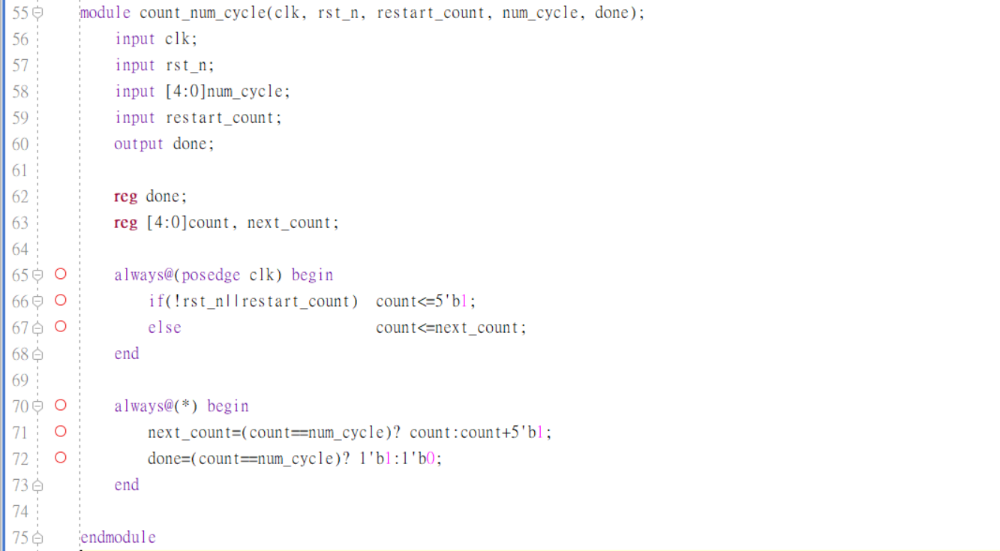 55 module count_num_cycle(clk, rst_n, restart_count, num_cycle, done);
56     input clk;
57     input rst_n;
58     input [4:0]num_cycle;
59     input restart_count;
60     output done;
61
62     reg done;
63     reg [4:0]count, next_count;
64
65     always@(posedge clk) begin
66         if(!rst_n||restart_count)  count<=5'b1;
67         else                       count<=next_count;
68     end
69
70     always@(*) begin
71         next_count=(count==num_cycle)? count:count+5'b1;
72         done=(count==num_cycle)? 1'b1:1'b0;
73     end
74
75 endmodule